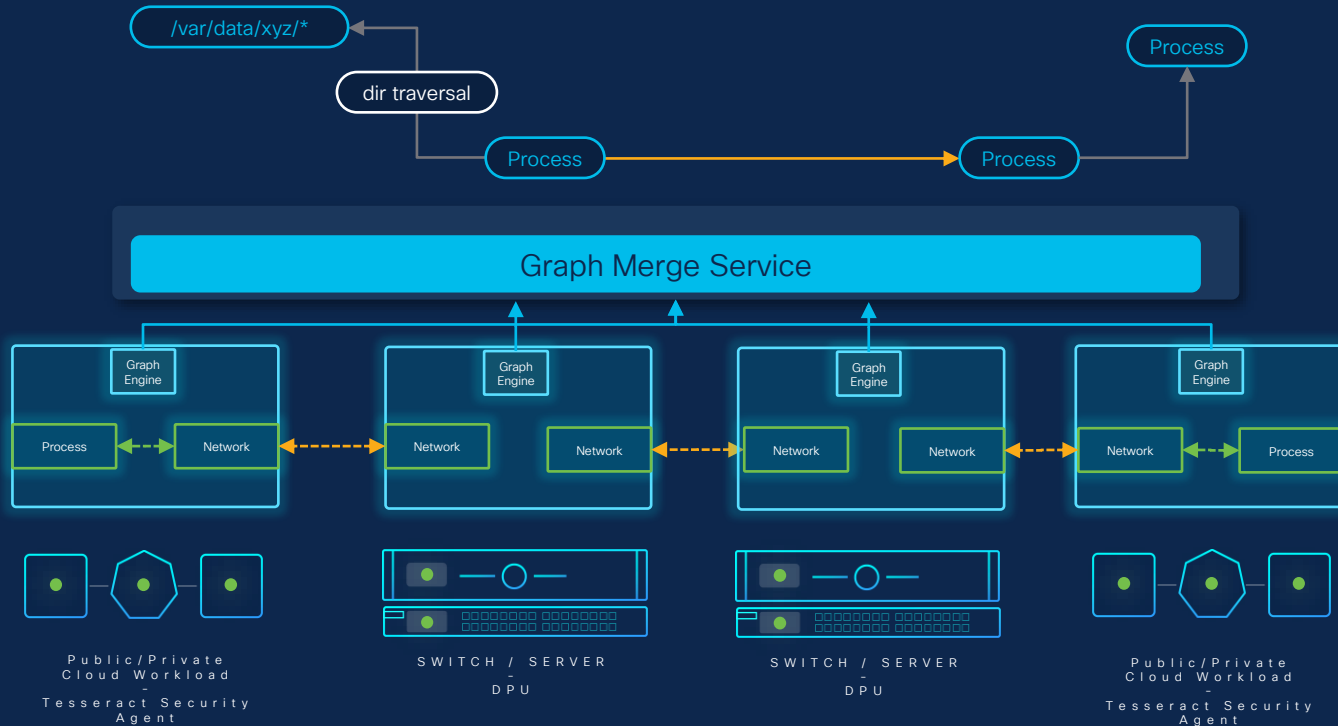 /var/data/xyz/*
Process
dir traversal
Process
Process
Graph Merge Service
Graph
Engine
Process
Network
Graph
Engine
Network
Network
Graph
Engine
Network
Network
Graph
Engine
Network
Process
Public/Private
Cloud Workload
-
Tesseract Security
Agent
SWITCH / SERVER
-
DPU
SWITCH / SERVER
-
DPU
Public/Private
Cloud Workload
-
Tesseract Security
Agent